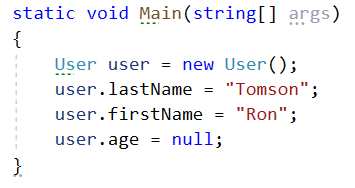 static void Main(string[] args)
{
User user = new User();
user.lastName = "Tomson";
user.firstName = "Ron";
user.age = null;
}